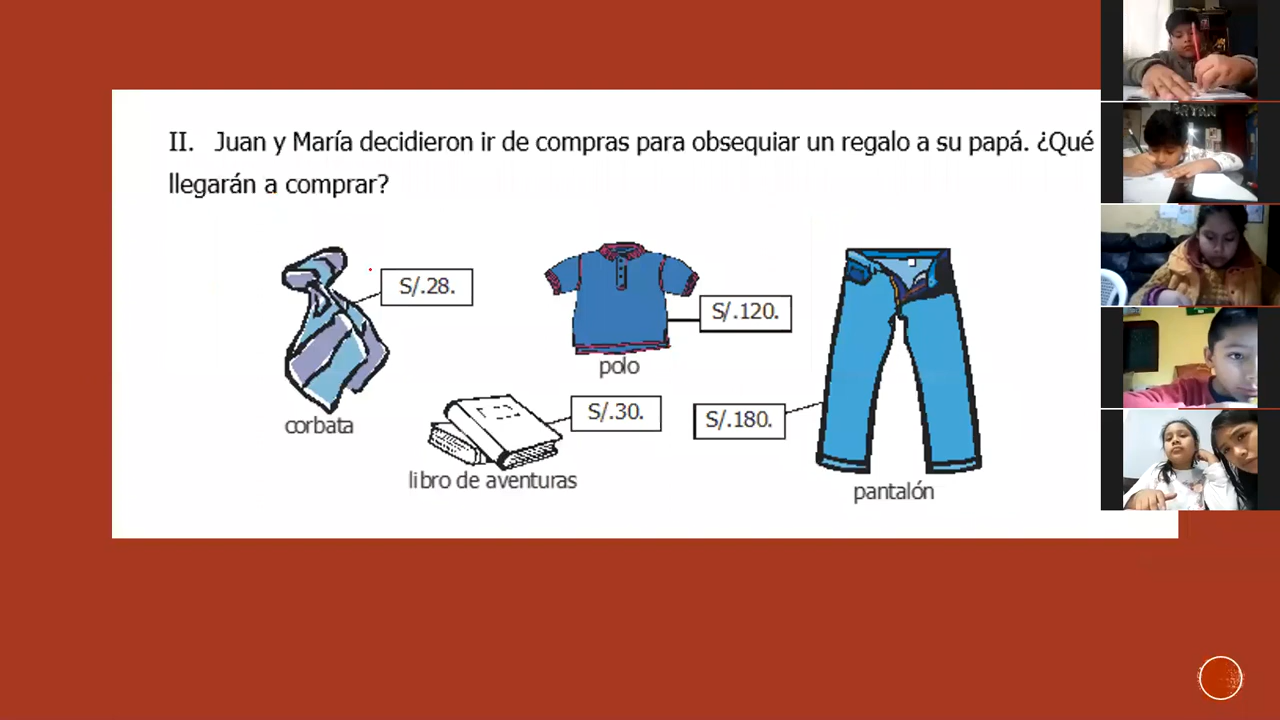 II. Juan y María decidieron ir de compras para obsequiar un regalo a su papá. ¿Qué
llegarán a comprar?
S/.28.
corbata
S/.120.
polo
S/.30.
libro de aventuras
S/.180.
pantalón
BRYAN